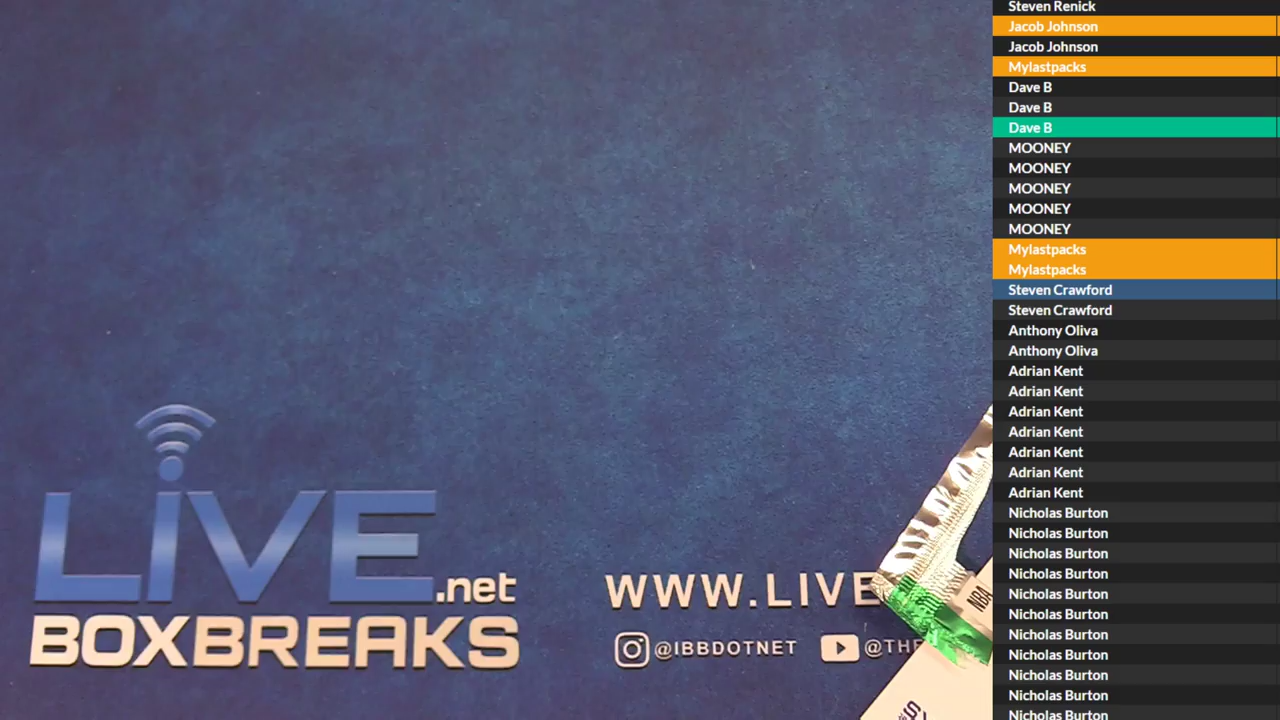 Steven Renick
Jacob Johnson
Jacob Johnson
Mylastpacks
Dave B
Dave B
Dave B
MOONEY
MOONEY
MOONEY
MOONEY
MOONEY
Mylastpacks
Mylastpacks
Steven Crawford
Steven Crawford
Anthony Oliva
Anthony Oliva
Adrian Kent
Adrian Kent
Adrian Kent
Adrian Kent
Adrian Kent
Adrian Kent
Adrian Kent
Nicholas Burton
Nicholas Burton
Nicholas Burton
Nicholas Burton
Nicholas Burton
Nicholas Burton
Nicholas Burton
Nicholas Burton
Nicholas Burton
Nicholas Burton
Nicholas Burton
LiVE.net
BOXBREAKS
WWW.LIVE
@IBBDOTNET
@THE
NBA